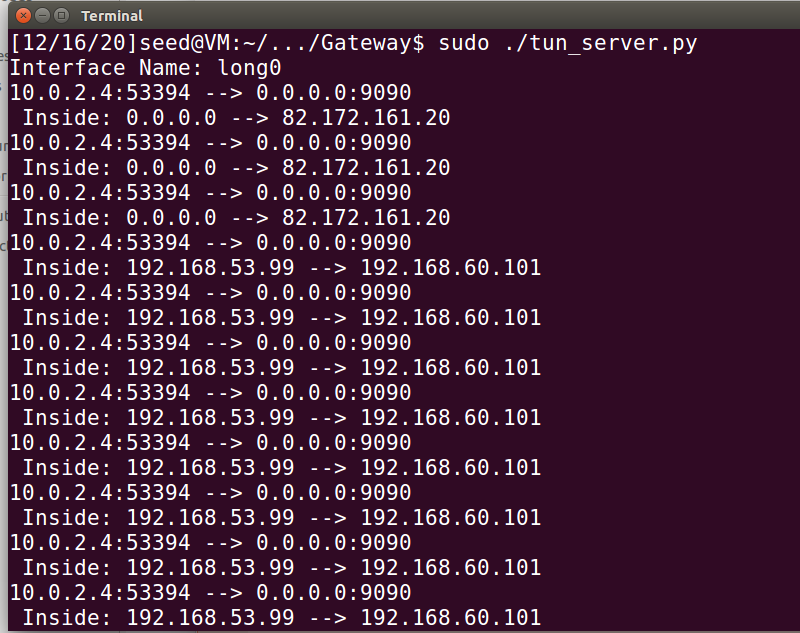 Terminal
[12/16/20]seed@VM:~/.../Gateway$ sudo ./tun_server.py
Interface Name: long0
10.0.2.4:53394 --> 0.0.0.0:9090
 Inside: 0.0.0.0 --> 82.172.161.20
10.0.2.4:53394 --> 0.0.0.0:9090
 Inside: 0.0.0.0 --> 82.172.161.20
10.0.2.4:53394 --> 0.0.0.0:9090
 Inside: 0.0.0.0 --> 82.172.161.20
10.0.2.4:53394 --> 0.0.0.0:9090
 Inside: 192.168.53.99 --> 192.168.60.101
10.0.2.4:53394 --> 0.0.0.0:9090
 Inside: 192.168.53.99 --> 192.168.60.101
10.0.2.4:53394 --> 0.0.0.0:9090
 Inside: 192.168.53.99 --> 192.168.60.101
10.0.2.4:53394 --> 0.0.0.0:9090
 Inside: 192.168.53.99 --> 192.168.60.101
10.0.2.4:53394 --> 0.0.0.0:9090
 Inside: 192.168.53.99 --> 192.168.60.101
10.0.2.4:53394 --> 0.0.0.0:9090
 Inside: 192.168.53.99 --> 192.168.60.101
10.0.2.4:53394 --> 0.0.0.0:9090
 Inside: 192.168.53.99 --> 192.168.60.101
10.0.2.4:53394 --> 0.0.0.0:9090
 Inside: 192.168.53.99 --> 192.168.60.101